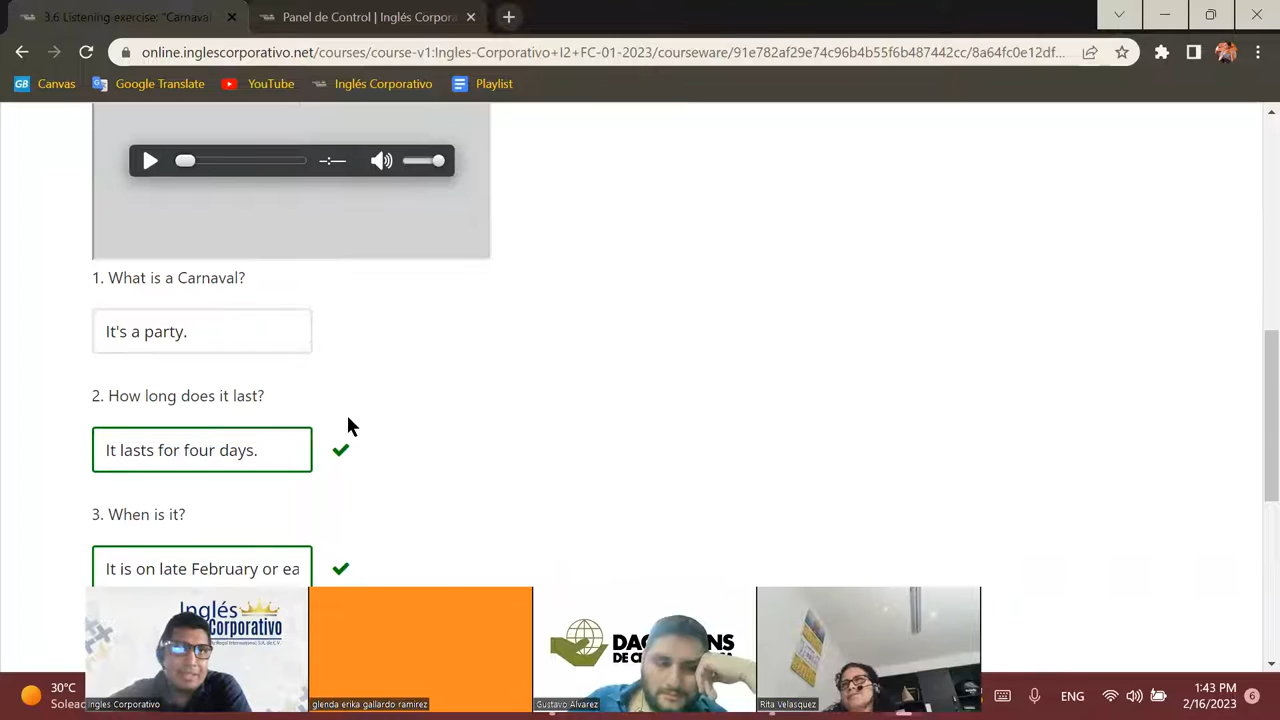 3.6 Listening exercise: "Carnaval
Panel de Control | Inglés Corpora
online.inglescorporativo.net/courses/course-v1:Ingles-Corporativo+I2+FC-01-2023/courseware/91e782af29e74c96b4b55f6b487442cc/8a64fc0e12df...
GB Canvas
Google Translate
YouTube
Inglés Corporativo
Playlist
-:--
1. What is a Carnaval?
It's a party.
2. How long does it last?
It lasts for four days.
3. When is it?
It is on late February or ea
Inglés
Corporativo
Ingles Corporativo
glenda erika gallardo ramirez
Gustavo Alvarez
Rita Velasquez
30°C
Solead
ENG
1:43 PM
2/16/2023
6